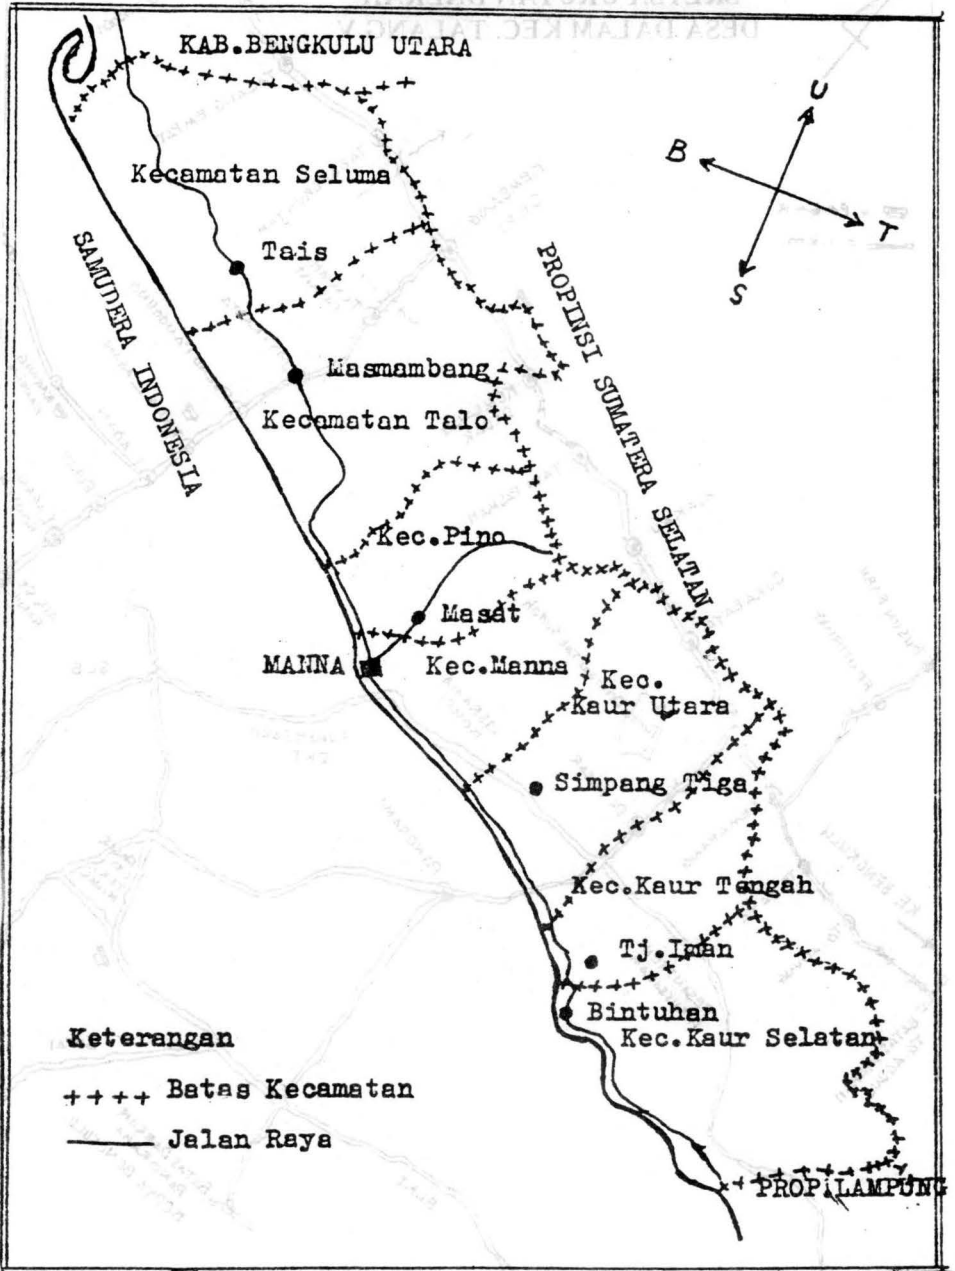 KAB.BENGKULU UTARA
U
B
T
S
Kecamatan Seluma
Tais
SAMUDERA INDONESIA
PROPINSI SUMATERA SELATAN
Masmambang
Kecamatan Talo
Kec.Pino
Masat
MANNA
Kec.Manna
Kec.
Kaur Utara
Simpang Tiga
Kec.Kaur Tengah
Tj.Iman
Bintuhan
Kec.Kaur Selatan
Keterangan
++++ Batas Kecamatan
Jalan Raya
PROP.LAMPUNG